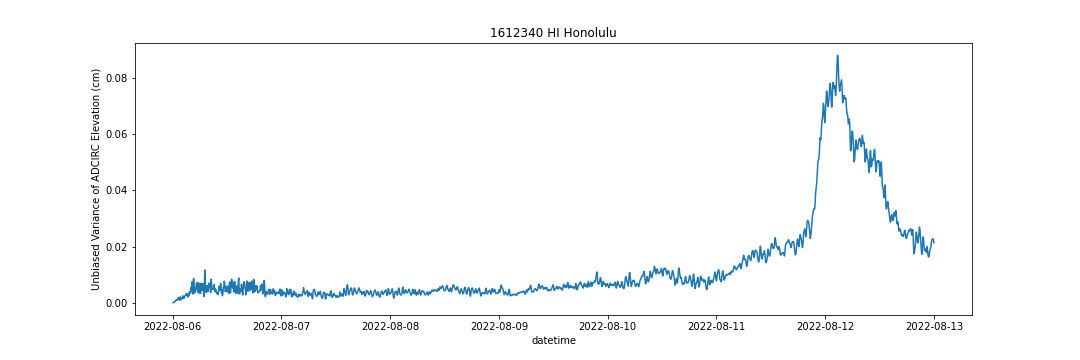 1612340 HI Honolulu
Unbiased Variance of ADCIRC Elevation (cm)
0.08
0.06
0.04
0.02
0.00
2022-08-06 2022-08-07 2022-08-08 2022-08-09 2022-08-10 2022-08-11 2022-08-12 2022-08-13
datetime